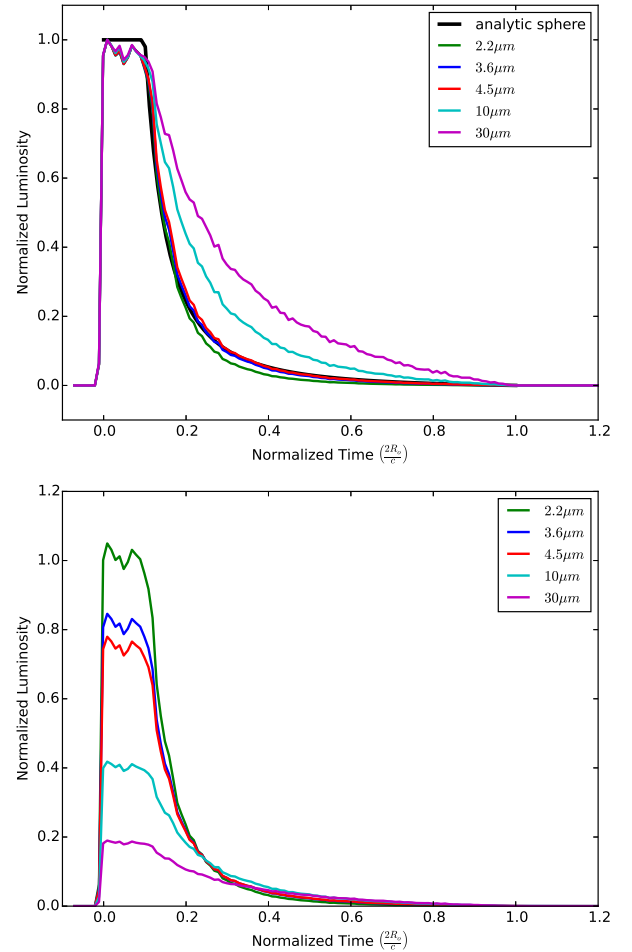 1.0
0.8
0.6
0.4
0.2
0.0
Normalized Luminosity
analytic sphere
2.2μm
3.6μm
4.5μm
10μm
30μm
0.0 0.2 0.4 0.6 0.8 1.0 1.2
Normalized Time (2R_o/c)
1.2
1.0
0.8
0.6
0.4
0.2
0.0
Normalized Luminosity
2.2μm
3.6μm
4.5μm
10μm
30μm
0.0 0.2 0.4 0.6 0.8 1.0 1.2
Normalized Time (2R_o/c)